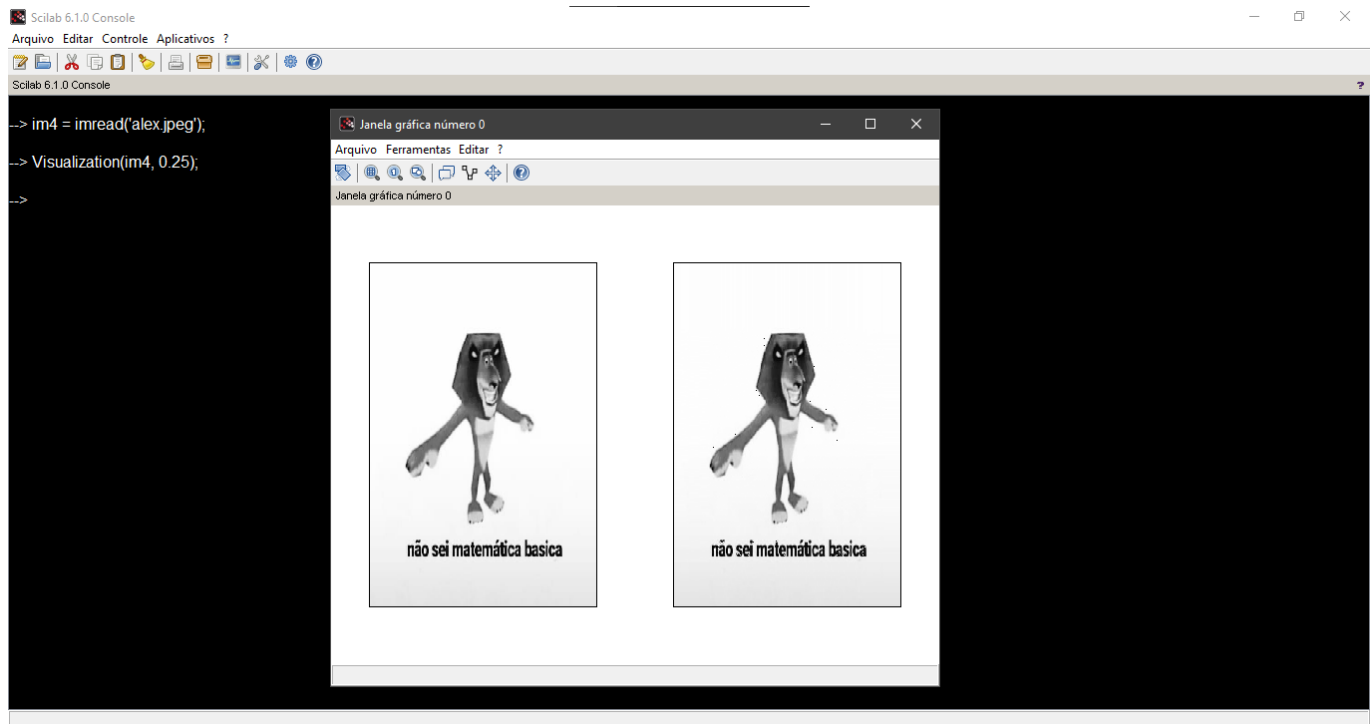 Scilab 6.1.0 Console
Arquivo Editar Controle Aplicativos ?
Scilab 6.1.0 Console ?
--> im4 = imread('alex.jpeg');
--> Visualization(im4, 0.25);
-->
Janela gráfica número 0
Arquivo Ferramentas Editar ?
Janela gráfica número 0
não sei matemática basica
não sei matemática basica